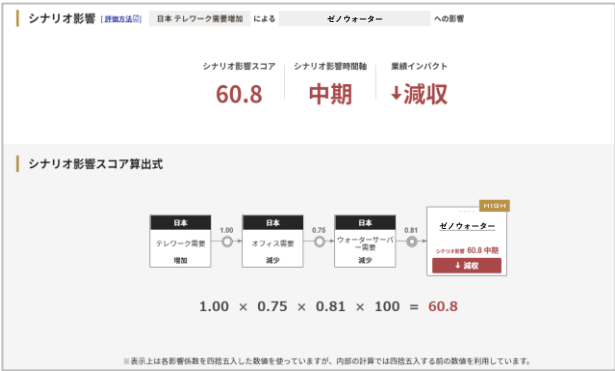 シナリオ影響 [評価方法] 日本 テレワーク需要増加 による ゼノウォーター への影響
シナリオ影響スコア シナリオ影響時間軸 業績インパクト
60.8 中期 ↓減収
シナリオ影響スコア算出式
HIGH
日本 日本 日本
1.00 0.75 0.81
ゼノウォーター
テレワーク需要 オフィス需要 ウォーターサーバ
ー需要
シナリオ影響 60.8 中期
増加 減少 減少
↓ 減収
1.00 × 0.75 × 0.81 × 100 = 60.8
※表示上は各影響係数を四捨五入した数値を使っていますが、内部の計算では四捨五入する前の数値を利用しています。